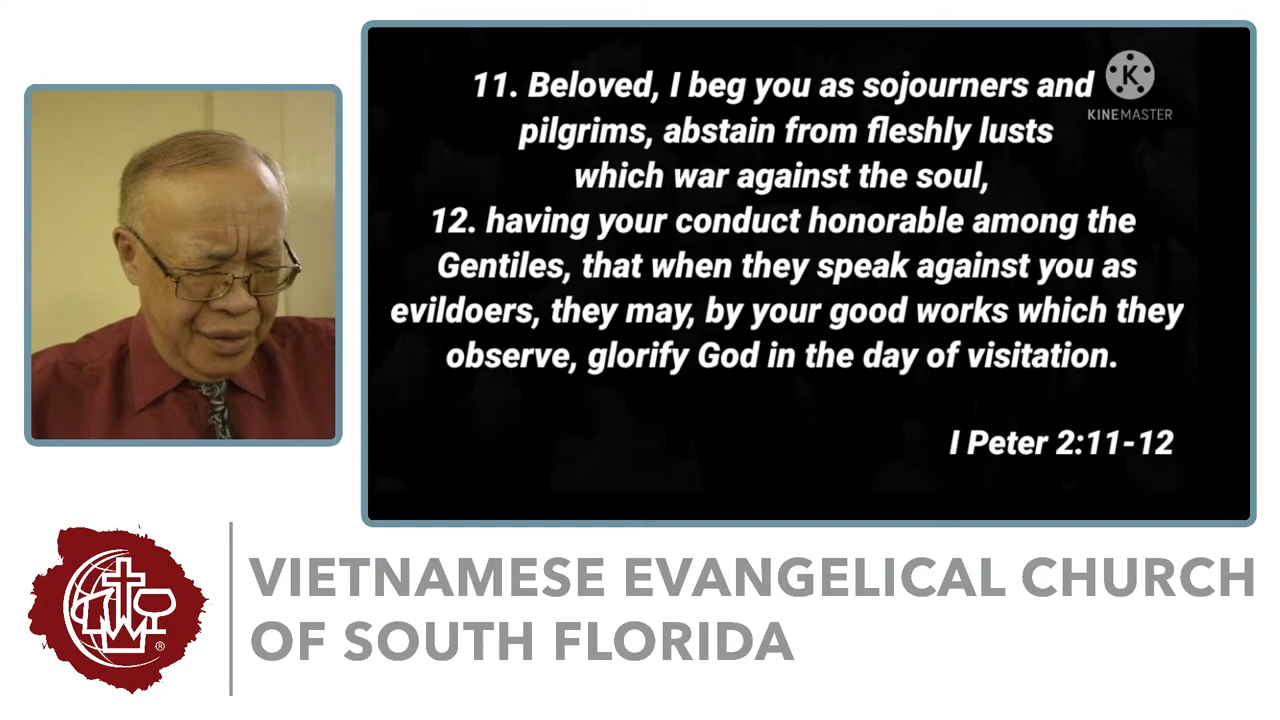 11. Beloved, I beg you as sojourners and
pilgrims, abstain from fleshly lusts
which war against the soul,
12. having your conduct honorable among the
Gentiles, that when they speak against you as
evildoers, they may, by your good works which they
observe, glorify God in the day of visitation.
I Peter 2:11-12
K
KINEMASTER
®
VIETNAMESE EVANGELICAL CHURCH
OF SOUTH FLORIDA